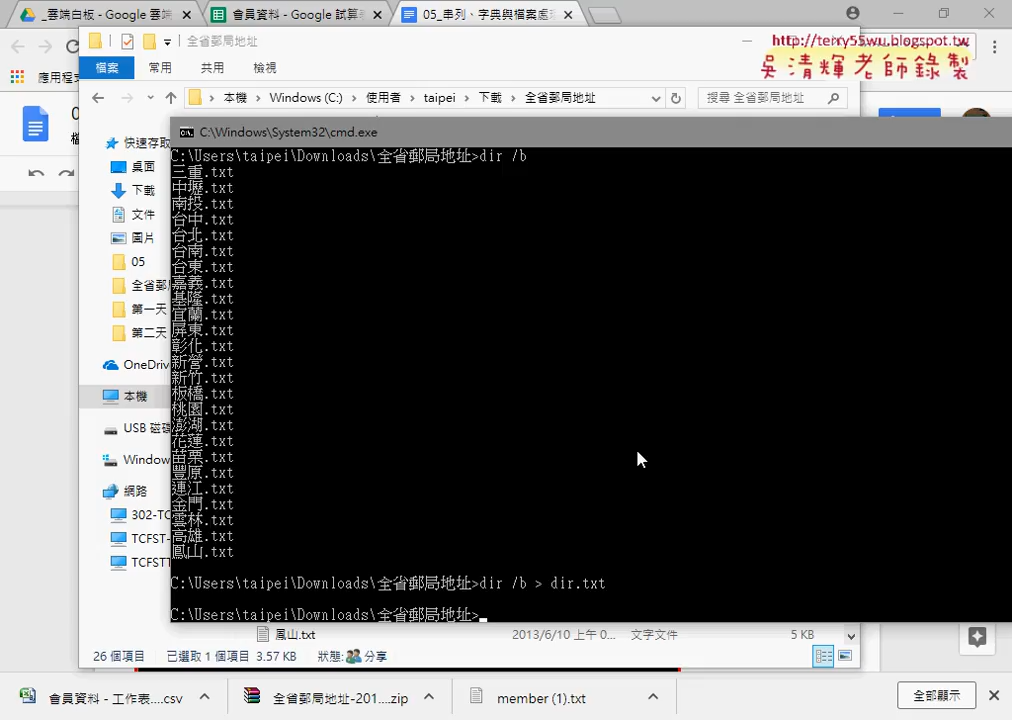 _雲端白板 - Google 雲端
會員資料 - Google 試算
05_串列、字典與檔案處
http://terry55wu.blogspot.tw
吳清輝老師錄製
應用程
全省郵局地址
檔案
常用
共用
檢視
本機
Windows (C:)
使用者
taipei
下載
全省郵局地址
搜尋 全省郵局地址
快速存取
桌面
下載
文件
圖片
05
全省郵
第一天
第二天
OneDriv
本機
USB 磁碟
Window
網路
302-TC
TCFST-
TCFSTT
C:\Windows\System32\cmd.exe
C:\Users\taipei\Downloads\全省郵局地址>dir /b
三重.txt
中壢.txt
南投.txt
台中.txt
台北.txt
台南.txt
台東.txt
嘉義.txt
基隆.txt
宜蘭.txt
屏東.txt
彰化.txt
新營.txt
新竹.txt
板橋.txt
桃園.txt
澎湖.txt
花蓮.txt
苗栗.txt
豐原.txt
連江.txt
金門.txt
雲林.txt
高雄.txt
鳳山.txt
C:\Users\taipei\Downloads\全省郵局地址>dir /b > dir.txt
C:\Users\taipei\Downloads\全省郵局地址>
鳳山.txt
2013/6/10 上午 0...
文字文件
5 KB
26 個項目
已選取 1 個項目 3.57 KB
狀態:
分享
會員資料 - 工作表....csv
全省郵局地址-201....zip
member (1).txt
全部顯示